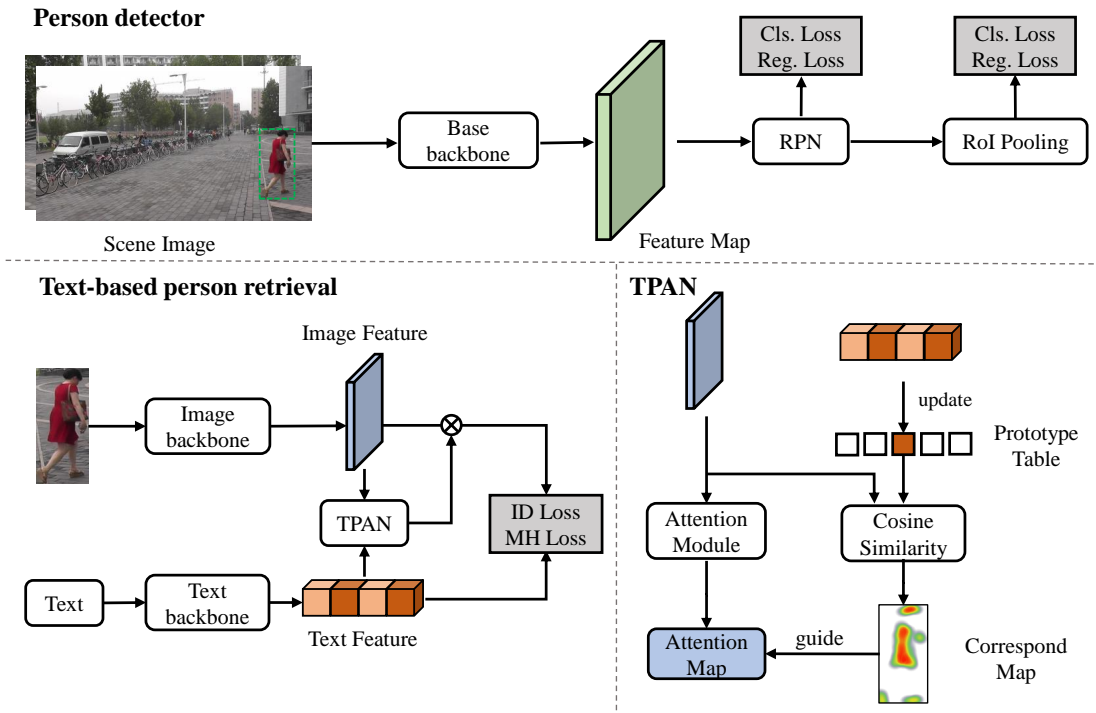 Person detector
Cls. Loss
Reg. Loss
Cls. Loss
Reg. Loss
Base
backbone
RPN
RoI Pooling
Scene Image
Feature Map
Text-based person retrieval
Image Feature
Image
backbone
TPAN
ID Loss
MH Loss
Text
Text
backbone
Text Feature
TPAN
update
Prototype
Table
Attention
Module
Cosine
Similarity
Attention
Map
guide
Correspond
Map